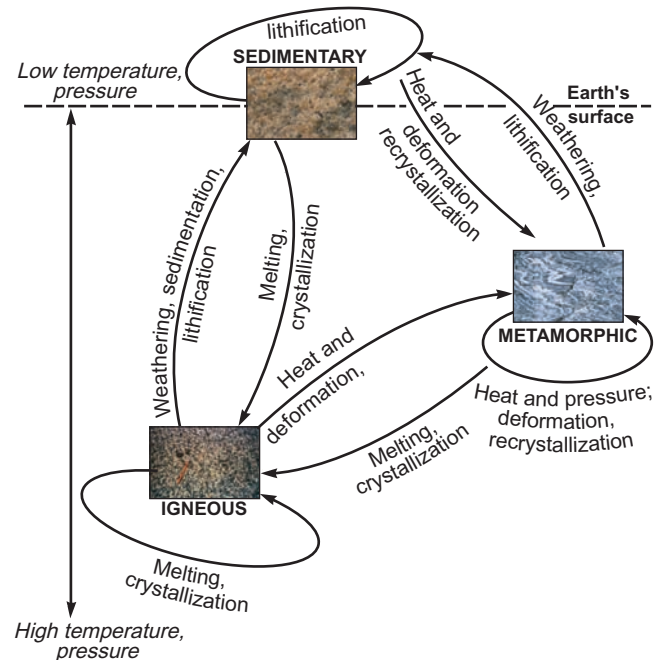 lithification
SEDIMENTARY
Low temperature,
pressure
Earth's
surface
Heat and
deformation
recrystallization
Weathering,
lithification
Weathering, sedimentation,
lithification
Melting,
crystallization
METAMORPHIC
Heat and
deformation,
Heat and pressure;
deformation,
recrystallization
Melting,
crystallization
IGNEOUS
Melting,
crystallization
High temperature,
pressure